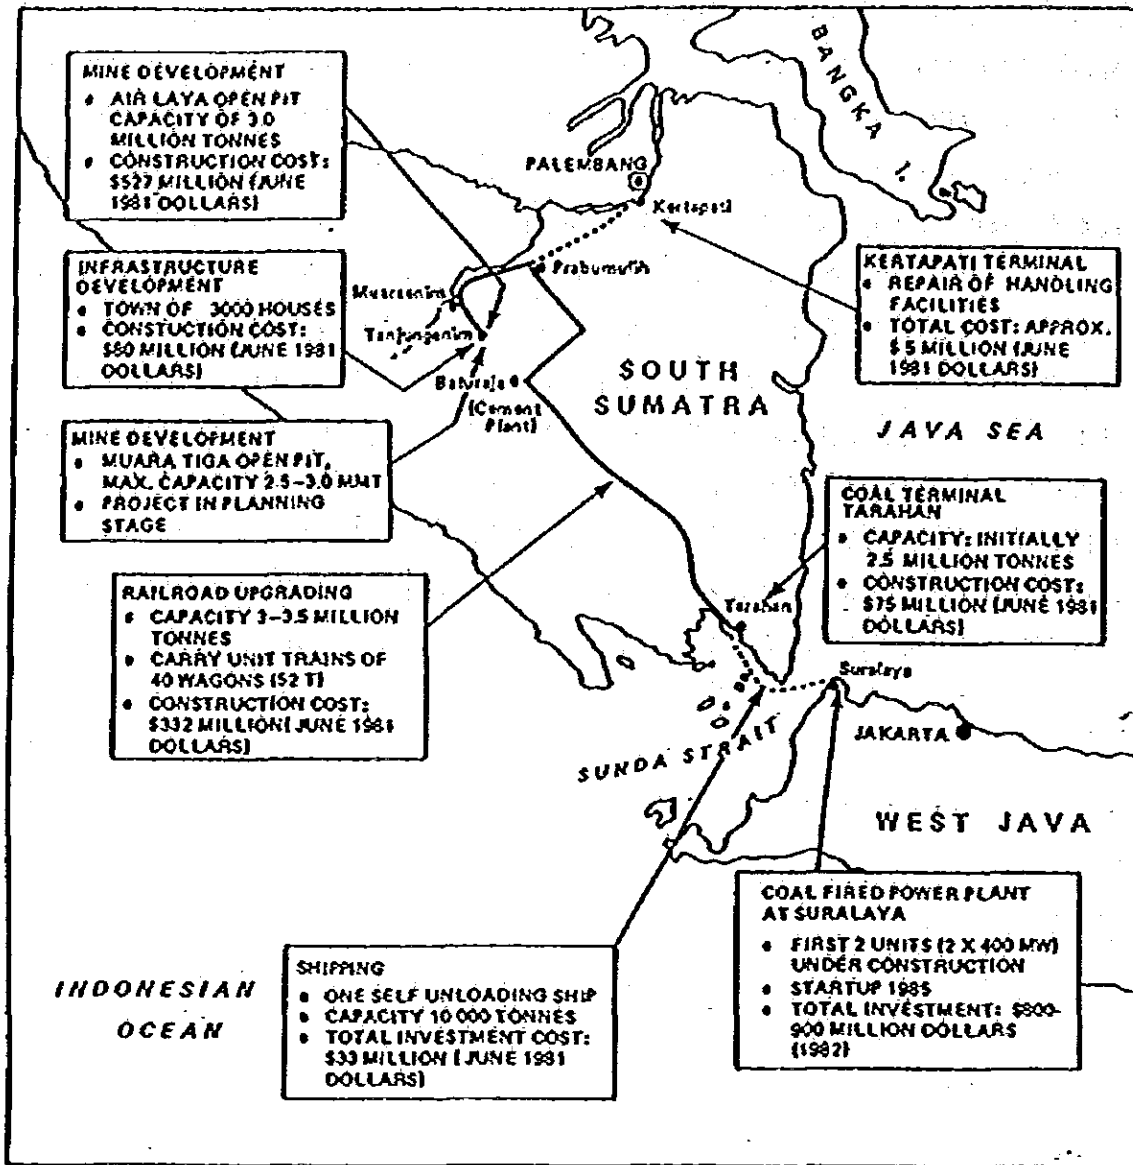 MINE DEVELOPMENT
• AIR LAYA OPEN PIT
CAPACITY OF 3.0
MILLION TONNES
• CONSTRUCTION COST:
$527 MILLION (JUNE
1981 DOLLARS)
BANGKA I.
PALEMBANG
Kertapati
INFRASTRUCTURE
DEVELOPMENT
• TOWN OF 3000 HOUSES
• CONSTUCTION COST:
$80 MILLION (JUNE 1981
DOLLARS)
Prabumulih
Muaraenim
Tanjungenim
Baturaja
(Cement
Plant)
KERTAPATI TERMINAL
• REPAIR OF HANDLING
FACILITIES
• TOTAL COST: APPROX.
$5 MILLION (JUNE
1981 DOLLARS)
SOUTH
SUMATRA
JAVA SEA
MINE DEVELOPMENT
• MUARA TIGA OPEN PIT,
MAX. CAPACITY 2.5–3.0 MMT
• PROJECT IN PLANNING
STAGE
COAL TERMINAL
TARAHAN
• CAPACITY: INITIALLY
2.5 MILLION TONNES
• CONSTRUCTION COST:
$75 MILLION (JUNE 1981
DOLLARS)
RAILROAD UPGRADING
• CAPACITY 3–3.5 MILLION
TONNES
• CARRY UNIT TRAINS OF
40 WAGONS (52 T)
• CONSTRUCTION COST:
$332 MILLION (JUNE 1981
DOLLARS)
Tarahan
Suralaya
JAKARTA
SUNDA STRAIT
WEST JAVA
COAL FIRED POWER PLANT
AT SURALAYA
• FIRST 2 UNITS (2 X 400 MW)
UNDER CONSTRUCTION
• STARTUP 1985
• TOTAL INVESTMENT: $800-
900 MILLION DOLLARS
(1982)
SHIPPING
• ONE SELF UNLOADING SHIP
• CAPACITY 10 000 TONNES
• TOTAL INVESTMENT COST:
$33 MILLION (JUNE 1981
DOLLARS)
INDONESIAN
OCEAN